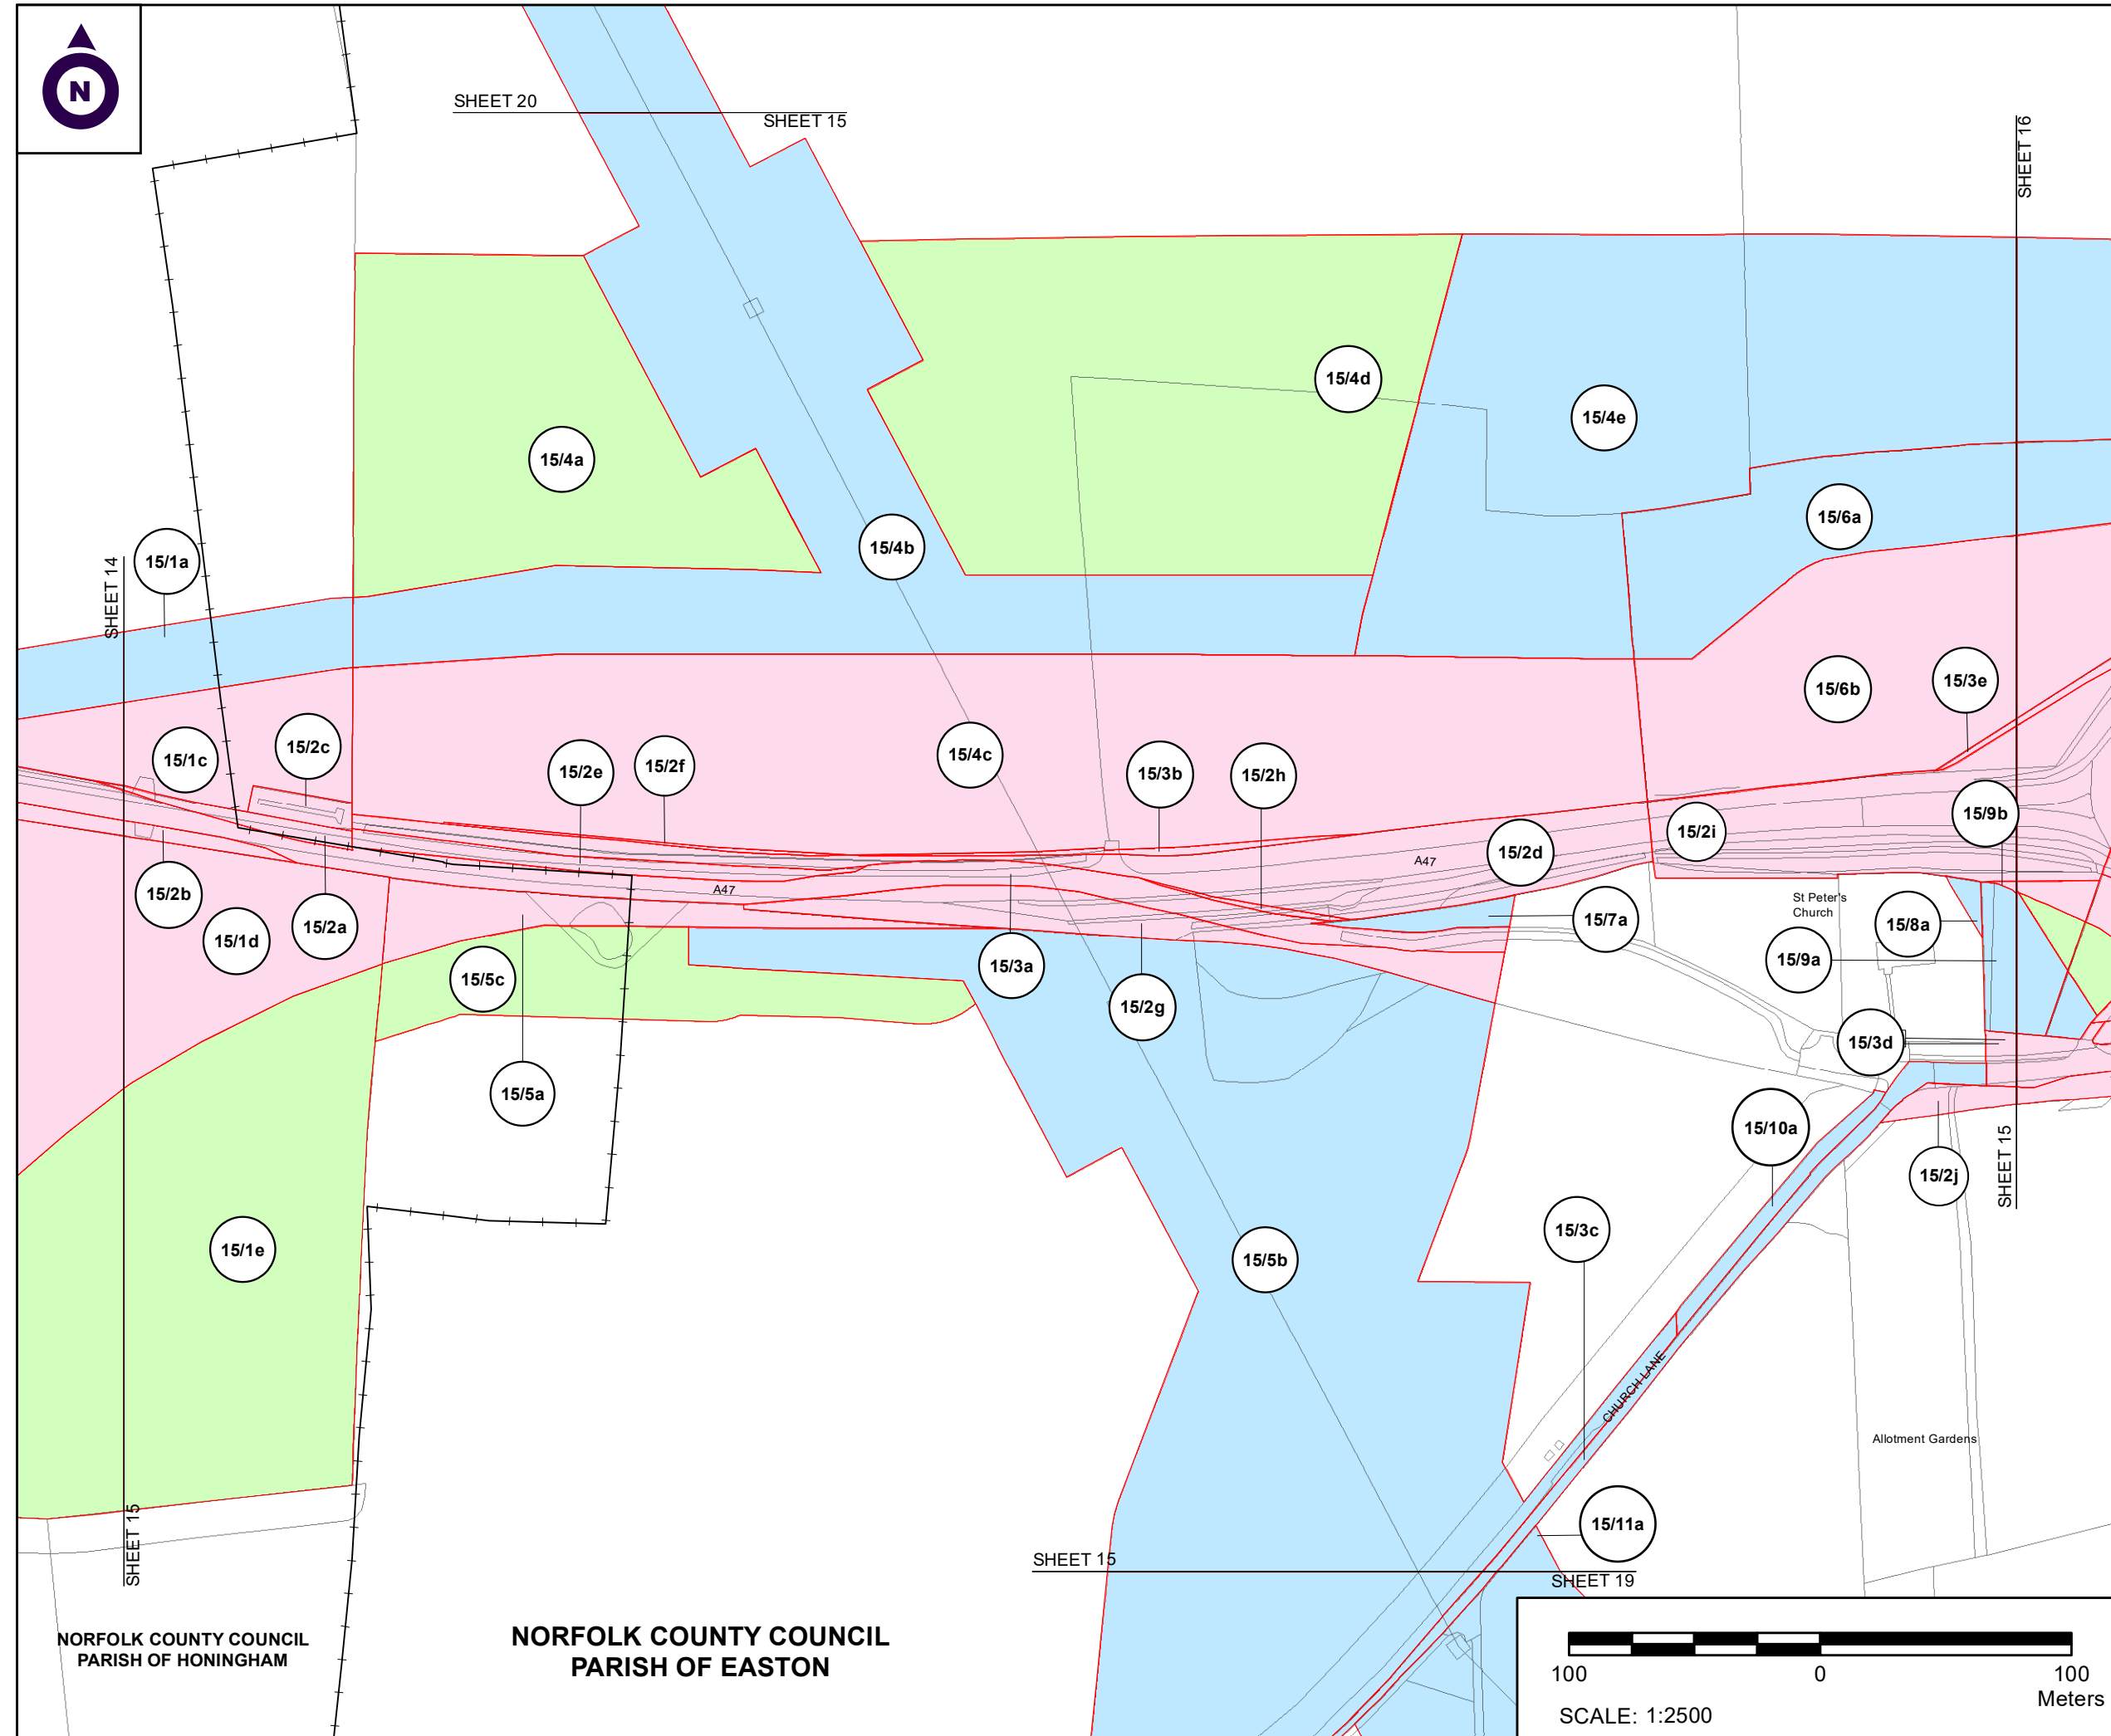 N
SHEET 20
SHEET 15
SHEET 16
15/4d
15/4e
15/4a
15/6a
15/4b
15/1a
SHEET 14
15/3e
15/6b
15/2c
15/1c
15/4c
15/2f
15/2e
15/3b
15/2h
15/9b
15/2i
15/2d
A47
A47
15/2b
St Peter's
Church
15/7a
15/8a
15/2a
15/1d
15/9a
15/3a
15/5c
15/2g
15/3d
15/5a
15/10a
SHEET 15
15/2j
15/3c
15/1e
15/5b
CHURCH LANE
Allotment Gardens
15/11a
SHEET 15
SHEET 15
SHEET 19
NORFOLK COUNTY COUNCIL
PARISH OF HONINGHAM
NORFOLK COUNTY COUNCIL
PARISH OF EASTON
100 0 100
Meters
SCALE: 1:2500